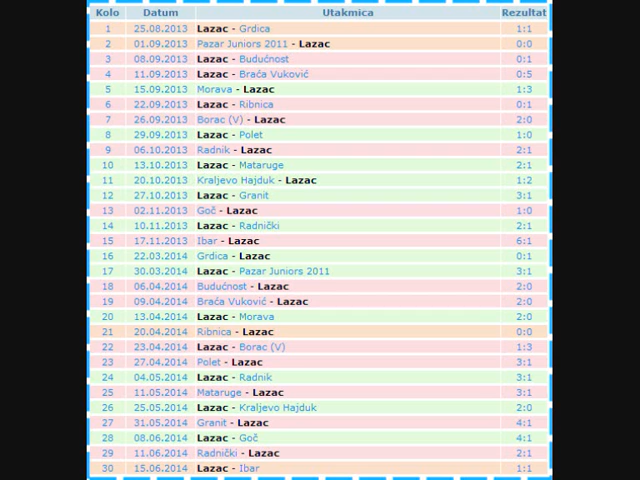 Kolo Datum Utakmica Rezultat
1 25.08.2013 Lazac - Grdica 1:1
2 01.09.2013 Pazar Juniors 2011 - Lazac 0:0
3 08.09.2013 Lazac - Budućnost 0:1
4 11.09.2013 Lazac - Braća Vuković 0:5
5 15.09.2013 Morava - Lazac 1:3
6 22.09.2013 Lazac - Ribnica 0:1
7 26.09.2013 Borac (V) - Lazac 2:0
8 29.09.2013 Lazac - Polet 1:0
9 06.10.2013 Radnik - Lazac 2:1
10 13.10.2013 Lazac - Mataruge 2:1
11 20.10.2013 Kraljevo Hajduk - Lazac 1:2
12 27.10.2013 Lazac - Granit 3:1
13 02.11.2013 Goč - Lazac 1:0
14 10.11.2013 Lazac - Radnički 2:1
15 17.11.2013 Ibar - Lazac 6:1
16 22.03.2014 Grdica - Lazac 0:1
17 30.03.2014 Lazac - Pazar Juniors 2011 3:1
18 06.04.2014 Budućnost - Lazac 2:0
19 09.04.2014 Braća Vuković - Lazac 2:0
20 13.04.2014 Lazac - Morava 2:0
21 20.04.2014 Ribnica - Lazac 0:0
22 23.04.2014 Lazac - Borac (V) 1:3
23 27.04.2014 Polet - Lazac 3:1
24 04.05.2014 Lazac - Radnik 3:1
25 11.05.2014 Mataruge - Lazac 3:1
26 25.05.2014 Lazac - Kraljevo Hajduk 2:0
27 31.05.2014 Granit - Lazac 4:1
28 08.06.2014 Lazac - Goč 4:1
29 11.06.2014 Radnički - Lazac 2:1
30 15.06.2014 Lazac - Ibar 1:1